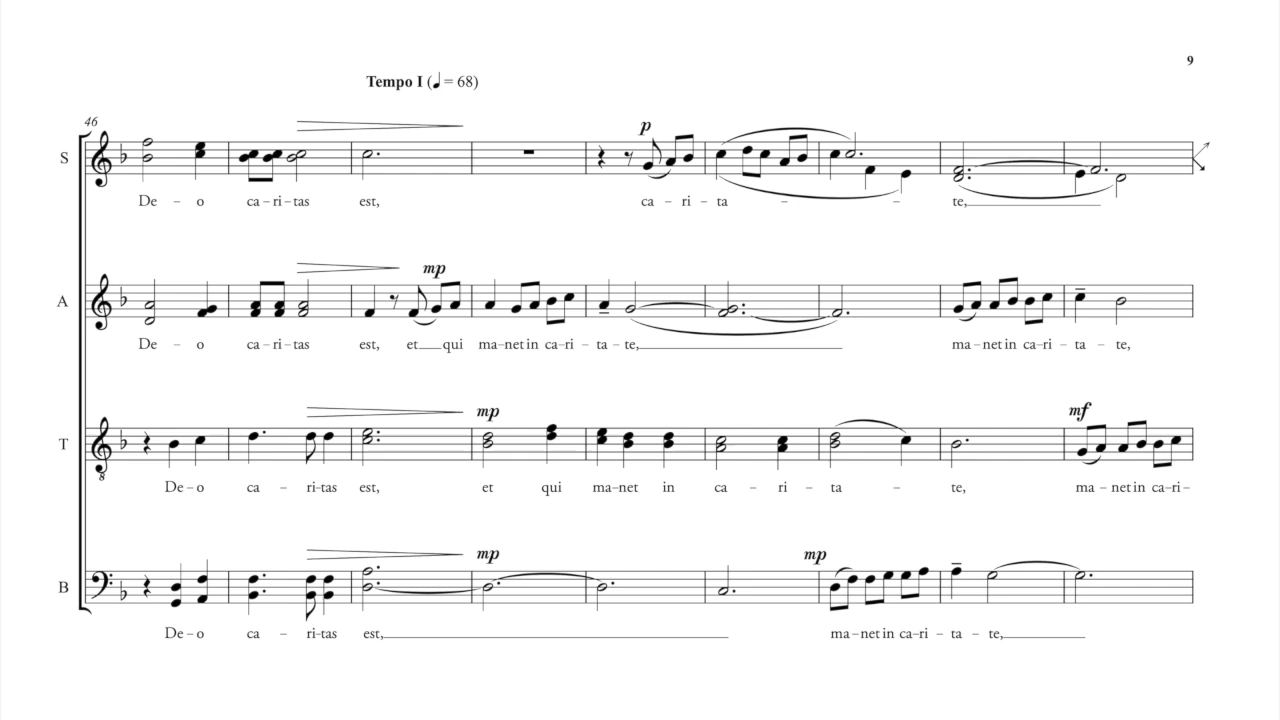 9
Tempo I (♩ = 68)
46
p
S
De – o ca – ri – tas est, ca – ri – ta – – te,
mp
A
De – o ca – ri – tas est, et qui ma–net in ca–ri – ta – te, ma – net in ca–ri – ta – te,
mp mf
T
De – o ca – ri–tas est, et qui ma–net in ca – ri – ta – te, ma – net in ca–ri–
mp mp
B
De – o ca – ri–tas est, ma – net in ca–ri – ta – te,